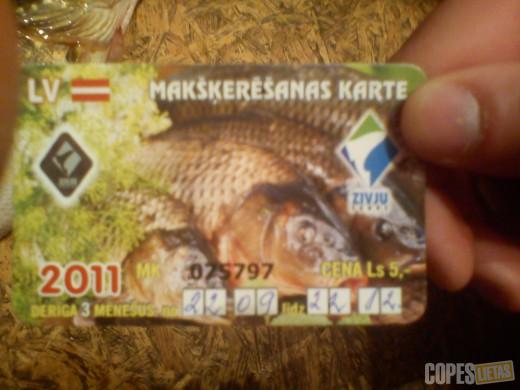 LV MAKŠĶERĒŠANAS KARTE
ZIVJU
2011 MK 075797 CENA Ls 5,-
DERĪGA 3 MĒNEŠUS no 22 09 līdz 22 12
COPES LIETAS